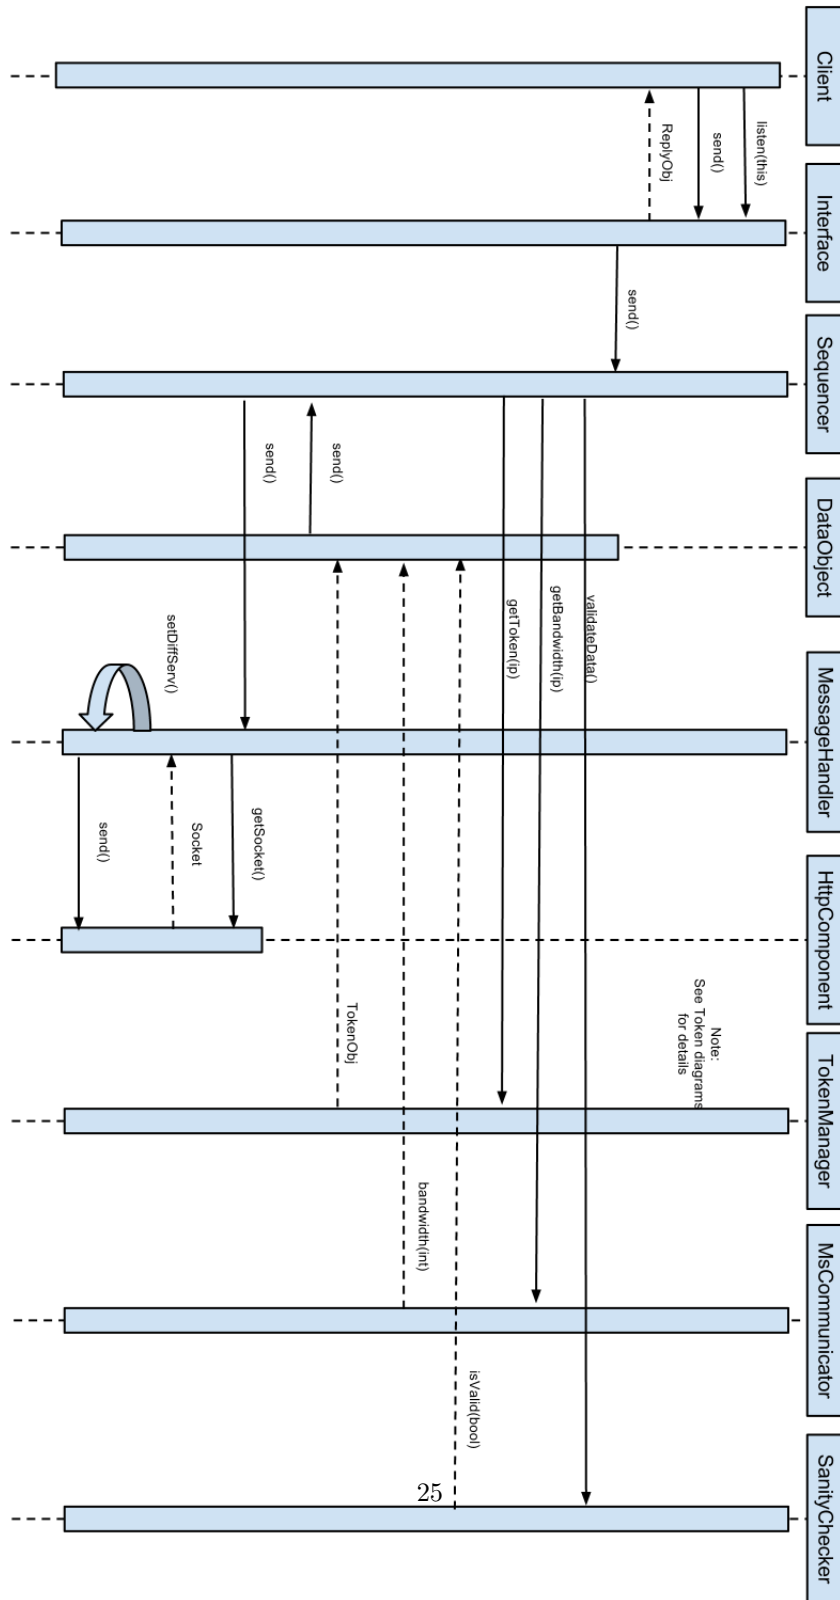 Client
Interface
Sequencer
DataObject
MessageHandler
HttpComponent
TokenManager
MsCommunicator
SanityChecker
listen(this)
send()
ReplyObj
send()
validateData()
getBandwidth(ip)
getToken(ip)
Note:
See Token diagrams
for details
isValid(bool)
bandwidth(int)
TokenObj
send()
send()
getSocket()
Socket
setDiffServ()
send()
25